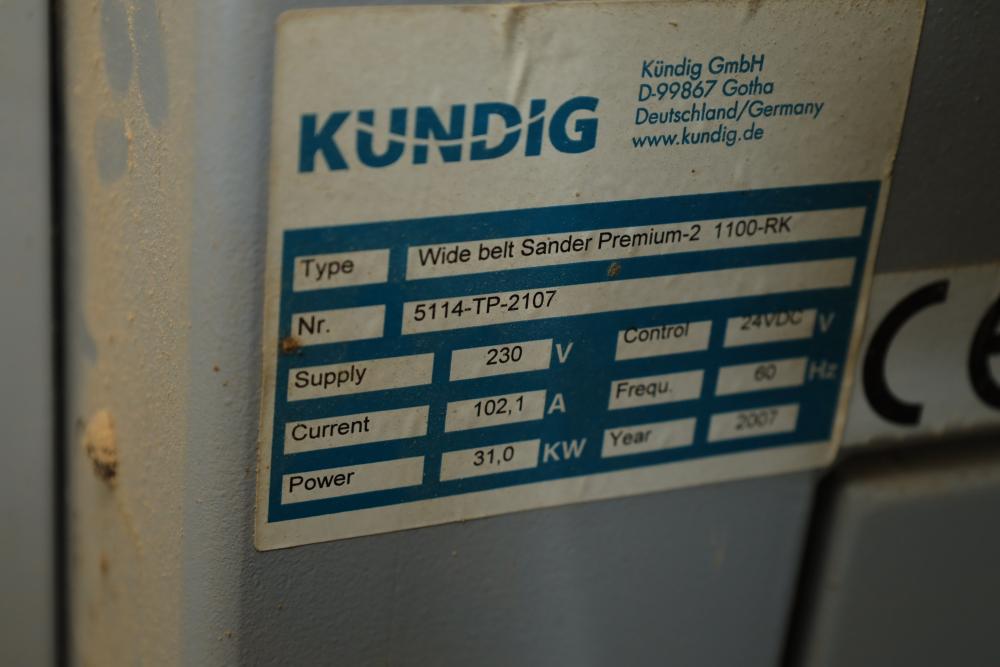 KÜNDIG
Kündig GmbH
D-99867 Gotha
Deutschland/Germany
www.kundig.de
Type Wide belt Sander Premium-2 1100-RK
Nr. 5114-TP-2107
Supply 230 V Control 24VDC V
Current 102,1 A Frequ. 60 Hz
Power 31,0 KW Year 2007
CE